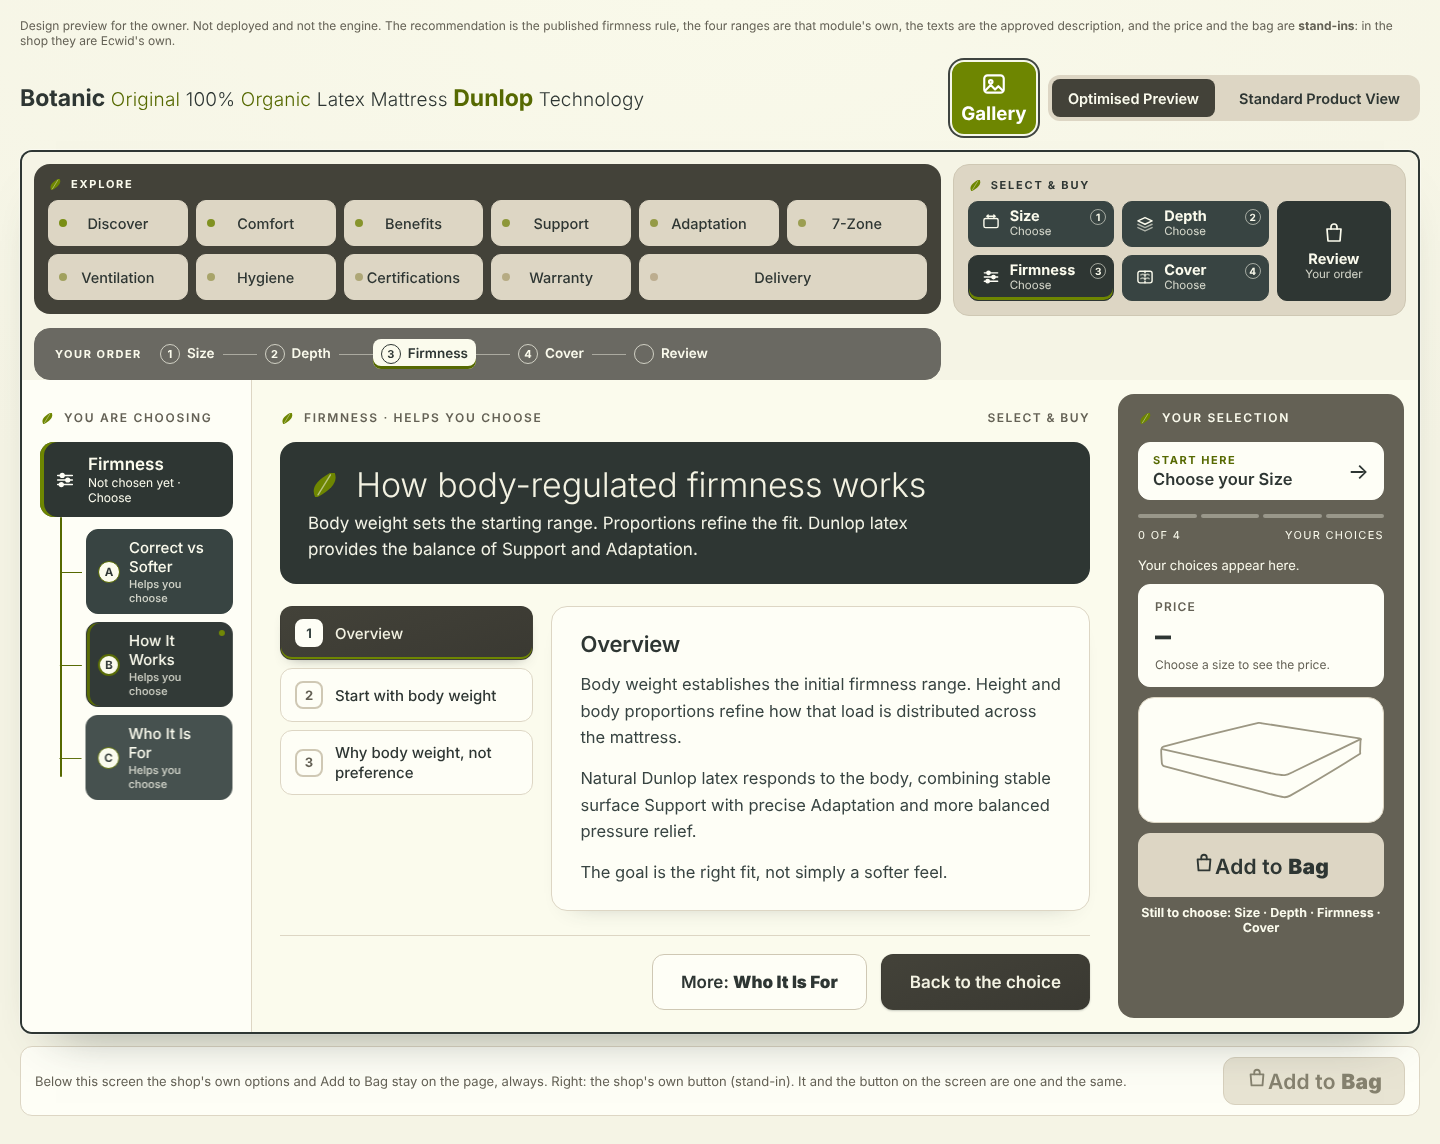 Design preview for the owner. Not deployed and not the engine. The recommendation is the published firmness rule, the four ranges are that module's own, the texts are the approved description, and the price and the bag are stand-ins: in the
shop they are Ecwid's own.
Botanic Original 100% Organic Latex Mattress Dunlop Technology
Gallery
Optimised Preview
Standard Product View
EXPLORE
Discover
Comfort
Benefits
Support
Adaptation
7-Zone
Ventilation
Hygiene
Certifications
Warranty
Delivery
SELECT & BUY
Size
Choose
1
Depth
Choose
2
Firmness
Choose
3
Cover
Choose
4
Review
Your order
YOUR ORDER
1 Size
2 Depth
3 Firmness
4 Cover
Review
YOU ARE CHOOSING
Firmness
Not chosen yet ·
Choose
A
Correct vs
Softer
Helps you
choose
B
How It
Works
Helps you
choose
C
Who It Is
For
Helps you
choose
FIRMNESS · HELPS YOU CHOOSE
SELECT & BUY
How body-regulated firmness works
Body weight sets the starting range. Proportions refine the fit. Dunlop latex
provides the balance of Support and Adaptation.
1 Overview
2 Start with body weight
3 Why body weight, not
preference
Overview
Body weight establishes the initial firmness range. Height and
body proportions refine how that load is distributed across
the mattress.
Natural Dunlop latex responds to the body, combining stable
surface Support with precise Adaptation and more balanced
pressure relief.
The goal is the right fit, not simply a softer feel.
More: Who It Is For
Back to the choice
YOUR SELECTION
START HERE
Choose your Size
0 OF 4
YOUR CHOICES
Your choices appear here.
PRICE
–
Choose a size to see the price.
Add to Bag
Still to choose: Size · Depth · Firmness ·
Cover
Below this screen the shop's own options and Add to Bag stay on the page, always. Right: the shop's own button (stand-in). It and the button on the screen are one and the same.
Add to Bag